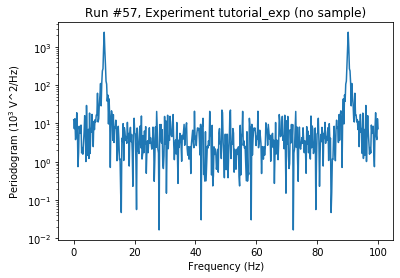 Run #57, Experiment tutorial_exp (no sample)
Periodogram (10³ V^2/Hz)
10³
10²
10¹
10⁰
10⁻¹
10⁻²
0 20 40 60 80 100
Frequency (Hz)